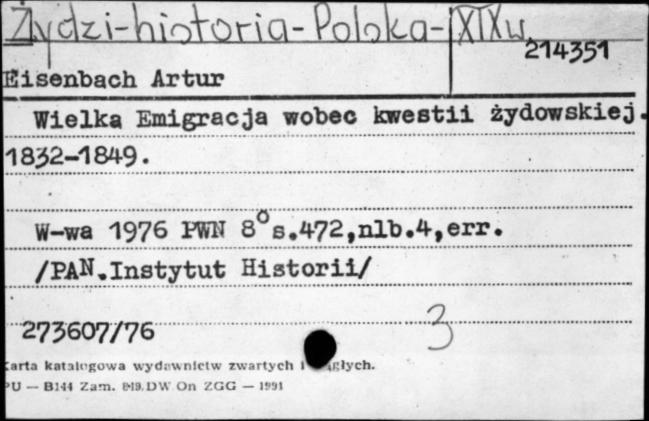 Żydzi-historia-Polska-XIXw.
214351
Eisenbach Artur
Wielka Emigracja wobec kwestii żydowskiej.
1832-1849.
W-wa 1976 PWN 8° s.472,nlb.4,err.
/PAN.Instytut Historii/
273607/76
3
Karta katalogowa wydawnictw zwartych i
PU — B144 Zam. 849. DW On ZGG — 1991